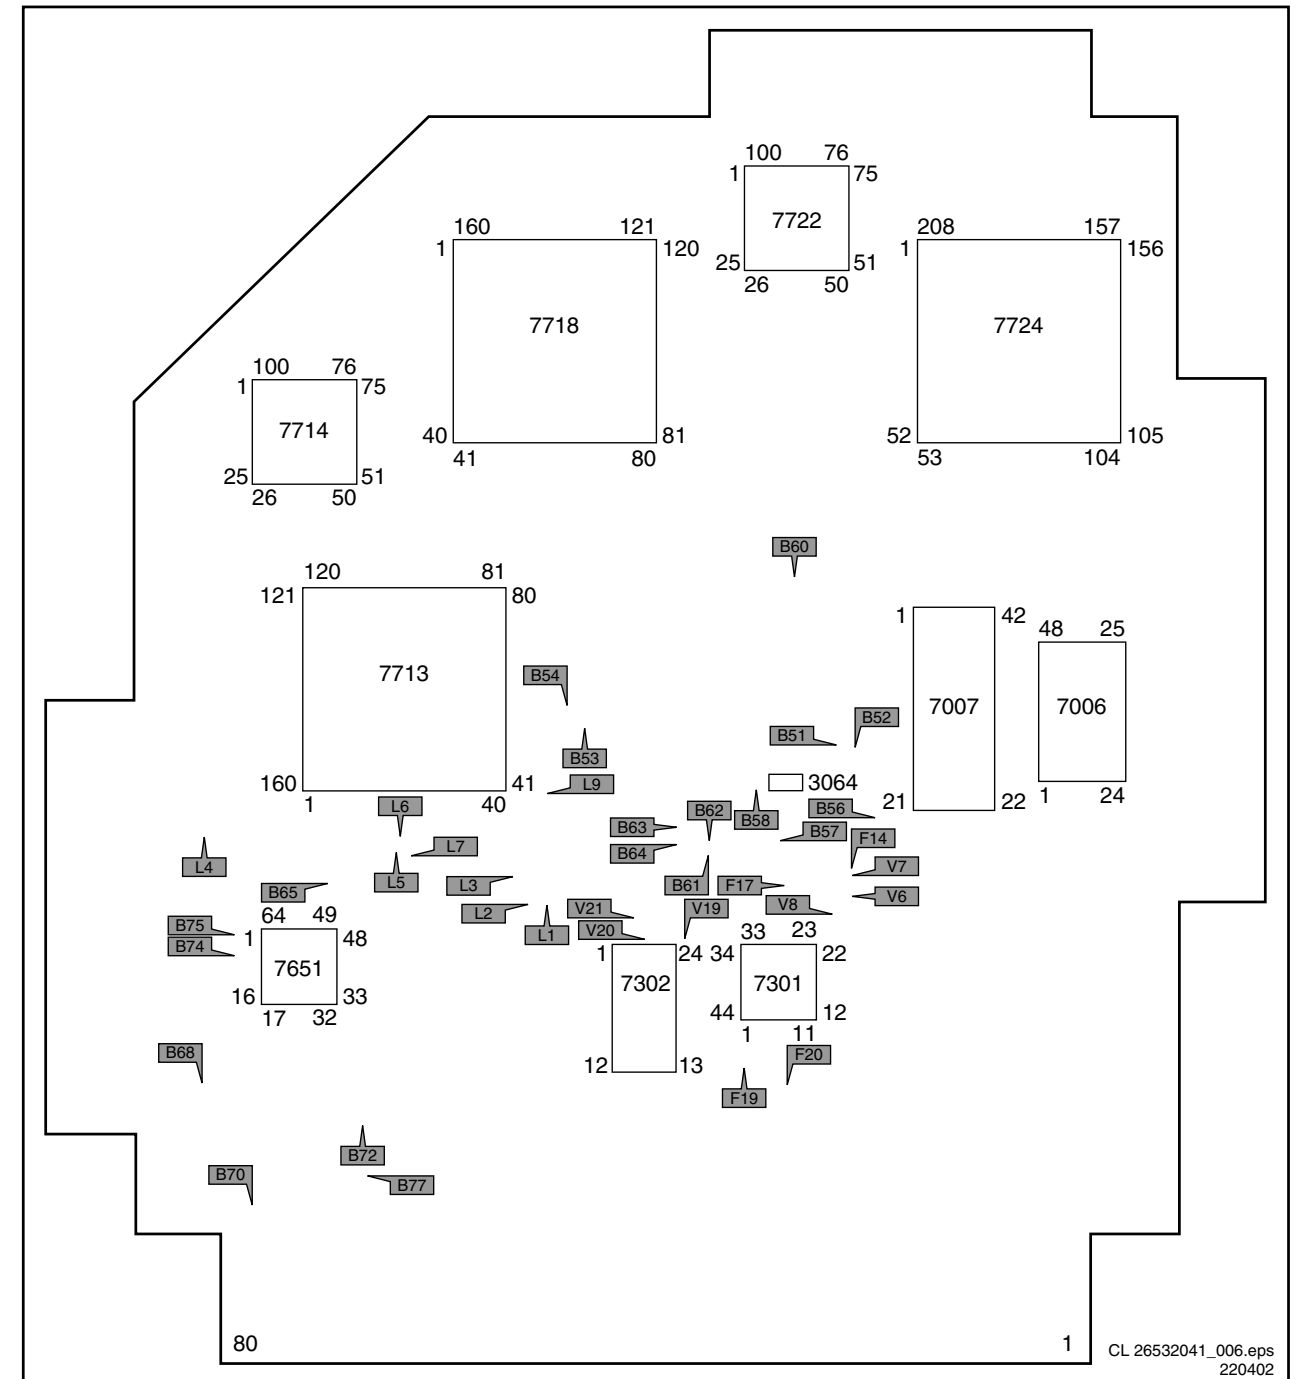 100 76
1 75
7722
25 51
26 50
160 121
1 120
7718
40 81
41 80
208 157
1 156
7724
52 105
53 104
100 76
1 75
7714
25 51
26 50
B60
120 81
121 80
7713
160 41
1 40
B54
B53
L9
1 42
7007
21 22
48 25
7006
1 24
B52
B51
3064
B56
B58
B57
B62
B63
B64
B61
F14
V7
V6
F17
V8
V19
V21
V20
L6
L7
L5
L4
L3
L2
L1
B65
B75
B74
64 49
1 48
7651
16 33
17 32
1 24
7302
12 13
33 23
34 22
7301
44 12
1 11
F20
F19
B68
B72
B77
B70
80 1
CL 26532041_006.eps
220402